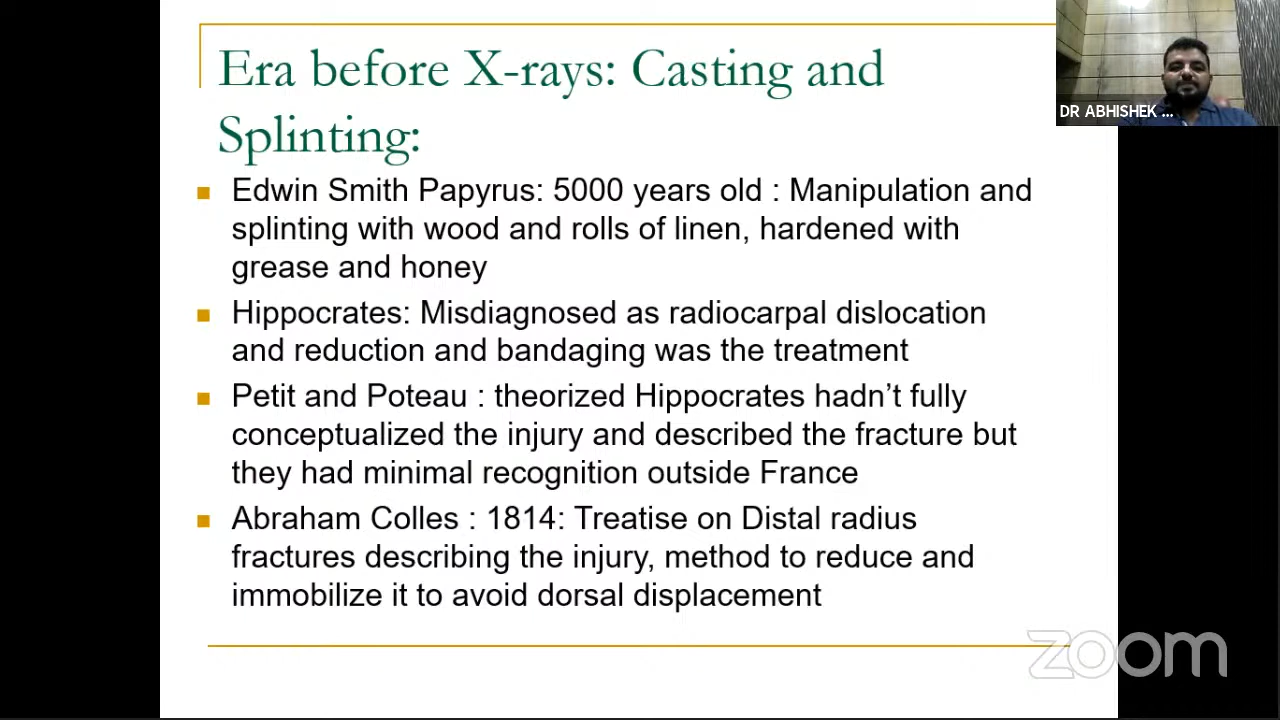 Era before X-rays: Casting and
Splinting:
DR ABHISHEK ...
Edwin Smith Papyrus: 5000 years old : Manipulation and
splinting with wood and rolls of linen, hardened with
grease and honey
Hippocrates: Misdiagnosed as radiocarpal dislocation
and reduction and bandaging was the treatment
Petit and Poteau : theorized Hippocrates hadn’t fully
conceptualized the injury and described the fracture but
they had minimal recognition outside France
Abraham Colles : 1814: Treatise on Distal radius
fractures describing the injury, method to reduce and
immobilize it to avoid dorsal displacement
zoom